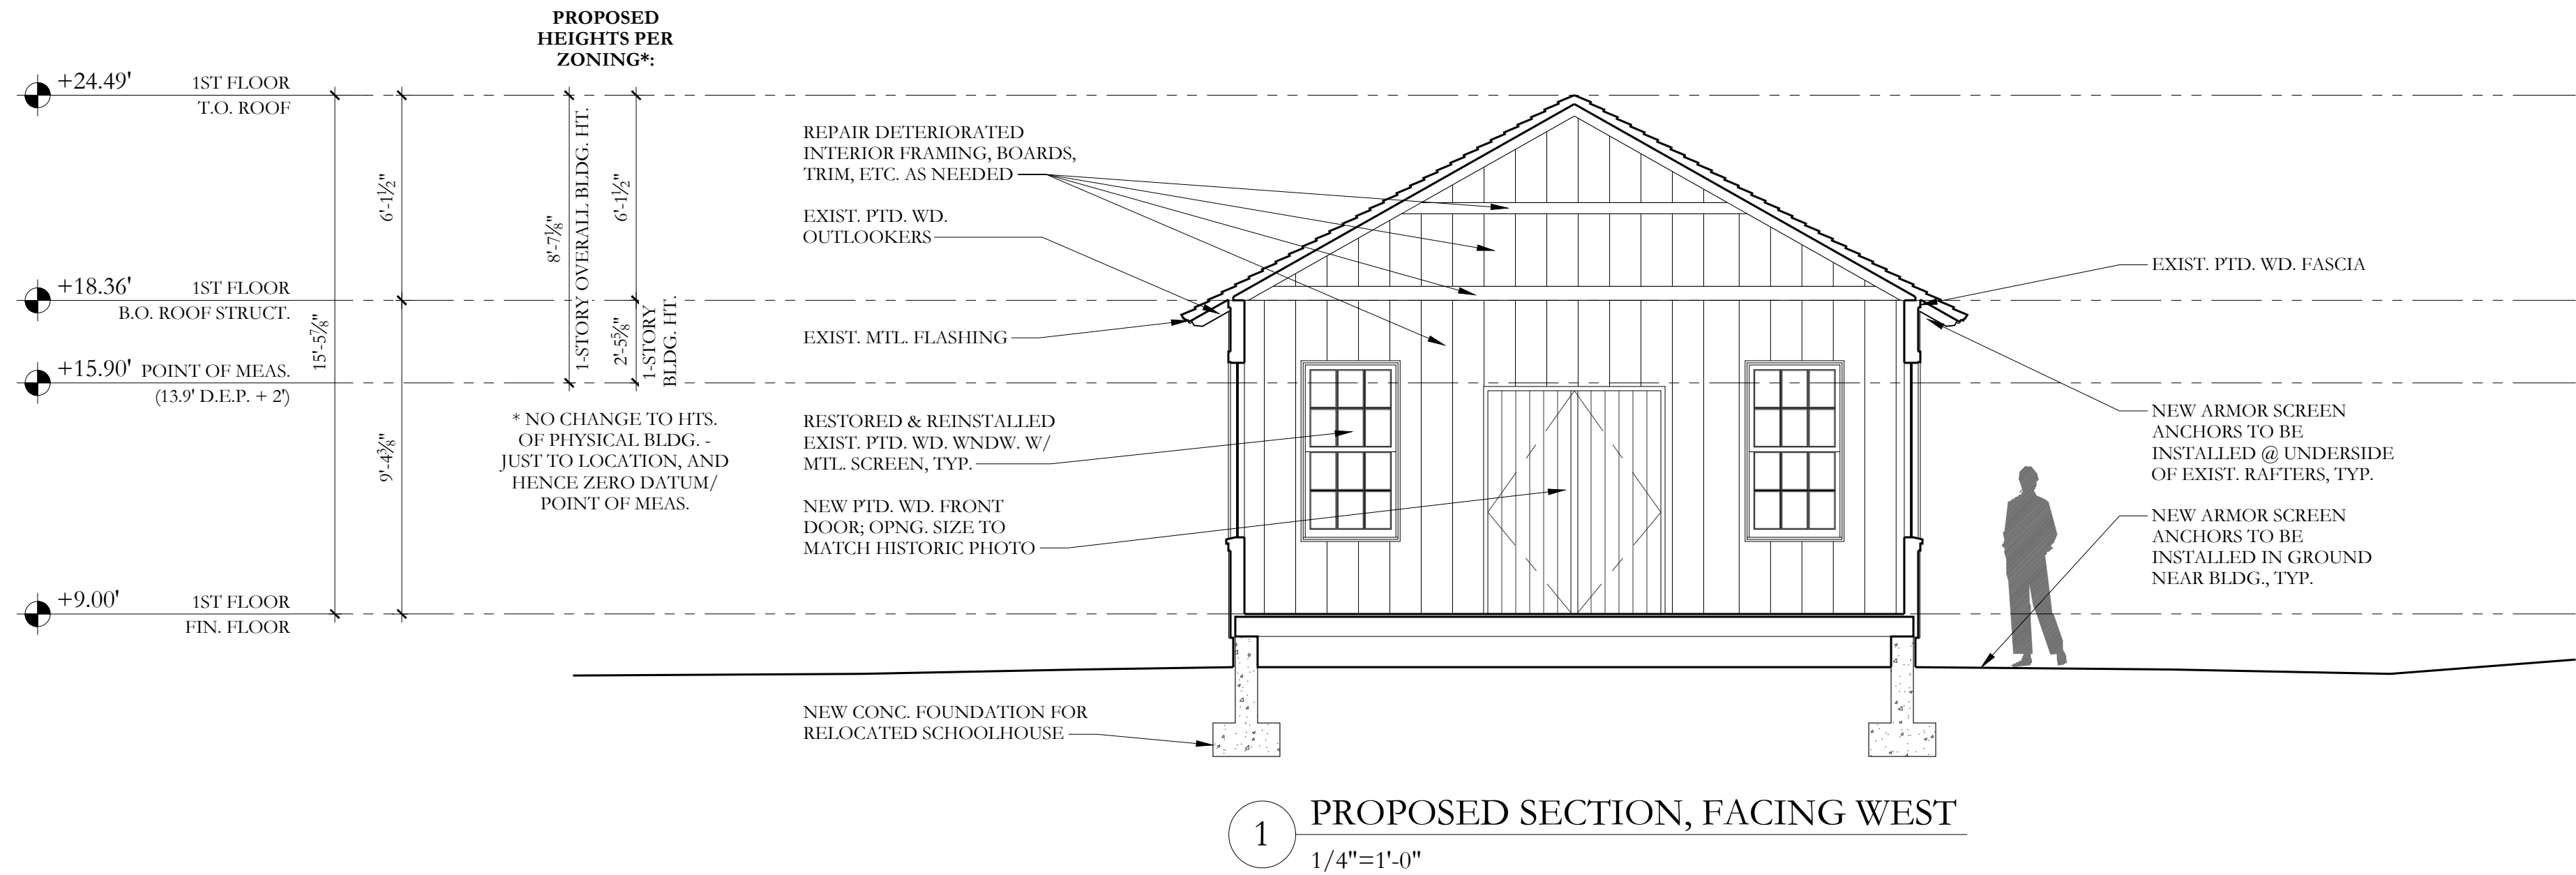 PROPOSED
HEIGHTS PER
ZONING*:
+24.49'
1ST FLOOR
T.O. ROOF
+18.36'
1ST FLOOR
B.O. ROOF STRUCT.
+15.90'
POINT OF MEAS.
(13.9' D.E.P. + 2')
+9.00'
1ST FLOOR
FIN. FLOOR
15'-5⅞"
6'-1½"
9'-4⅜"
8'-7⅛"
1-STORY OVERALL BLDG. HT.
6'-1½"
2'-5⅝"
1-STORY
BLDG. HT.
* NO CHANGE TO HTS.
OF PHYSICAL BLDG. -
JUST TO LOCATION, AND
HENCE ZERO DATUM/
POINT OF MEAS.
REPAIR DETERIORATED
INTERIOR FRAMING, BOARDS,
TRIM, ETC. AS NEEDED
EXIST. PTD. WD.
OUTLOOKERS
EXIST. MTL. FLASHING
RESTORED & REINSTALLED
EXIST. PTD. WD. WNDW. W/
MTL. SCREEN, TYP.
NEW PTD. WD. FRONT
DOOR; OPNG. SIZE TO
MATCH HISTORIC PHOTO
NEW CONC. FOUNDATION FOR
RELOCATED SCHOOLHOUSE
EXIST. PTD. WD. FASCIA
NEW ARMOR SCREEN
ANCHORS TO BE
INSTALLED @ UNDERSIDE
OF EXIST. RAFTERS, TYP.
NEW ARMOR SCREEN
ANCHORS TO BE
INSTALLED IN GROUND
NEAR BLDG., TYP.
1
PROPOSED SECTION, FACING WEST
1/4"=1'-0"